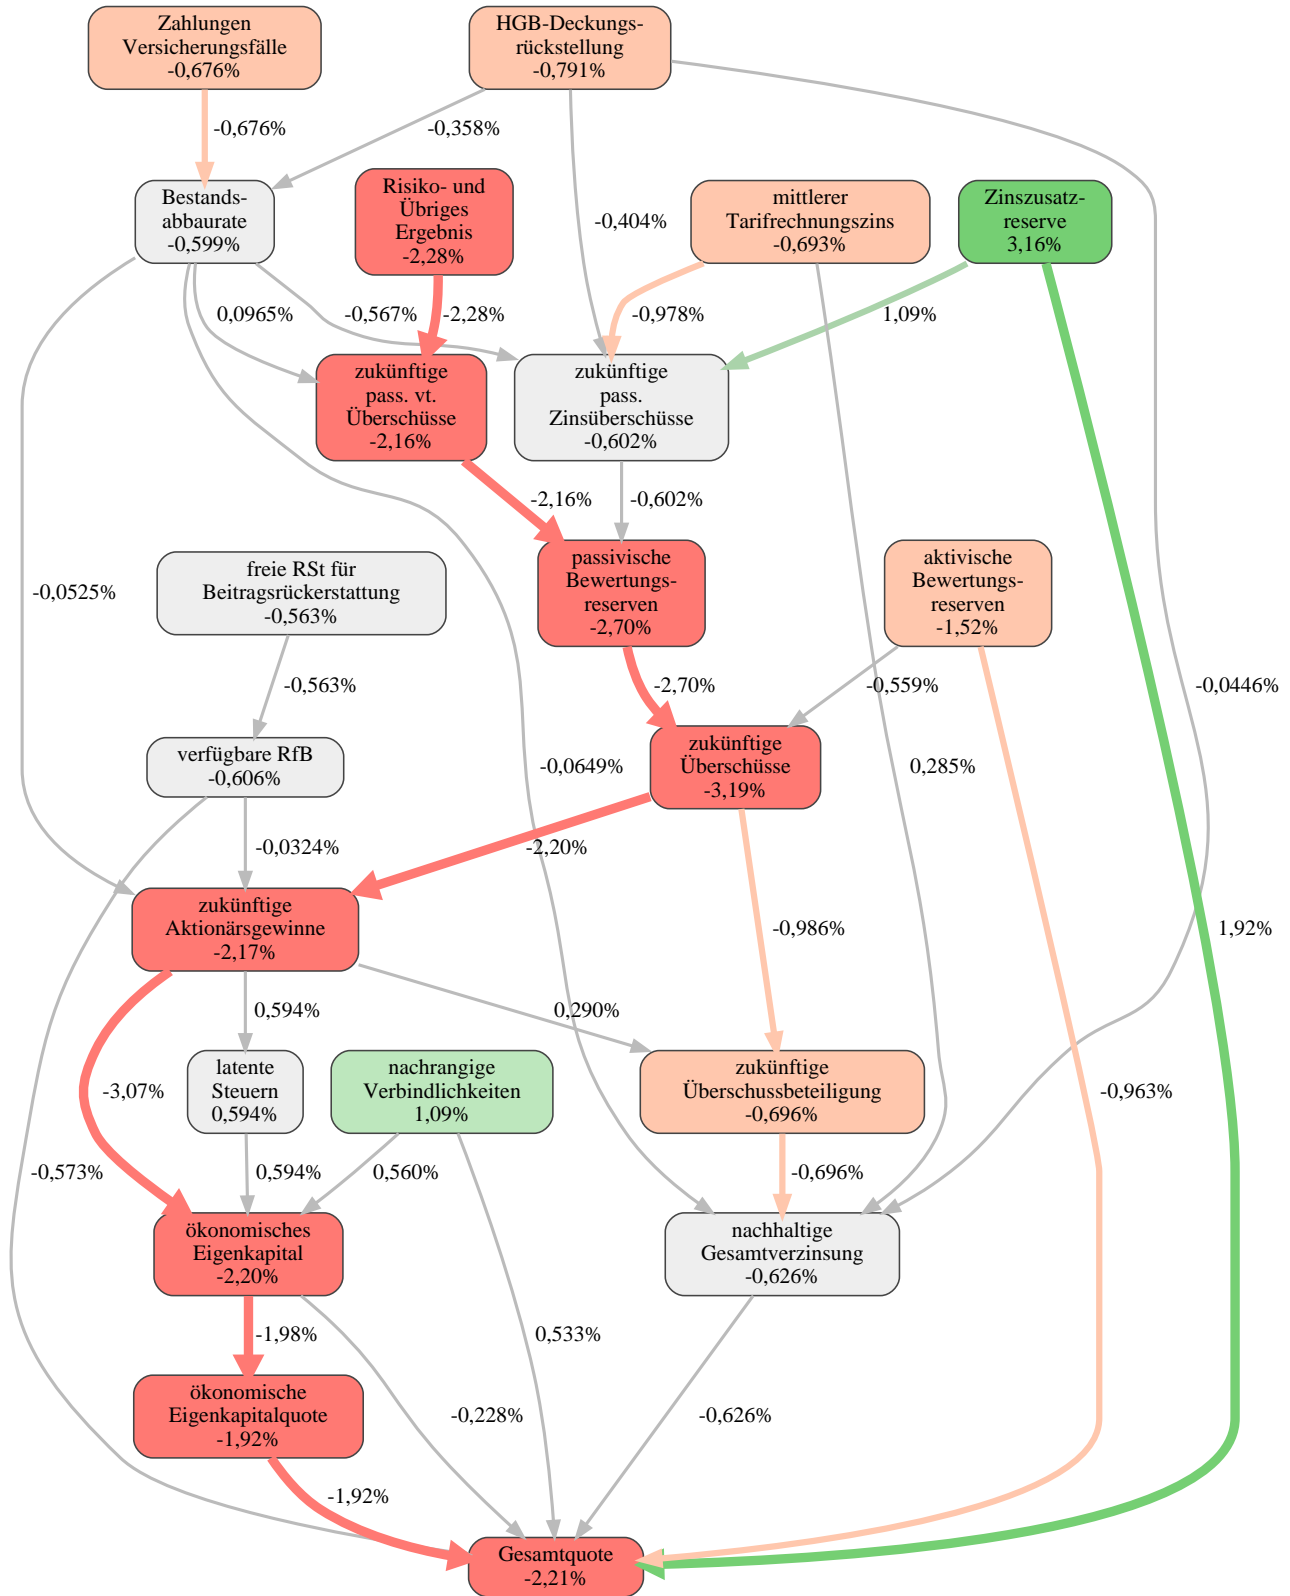 Zahlungen
Versicherungsfälle
-0,676%
HGB-Deckungs-
rückstellung
-0,791%
-0,676%
-0,358%
Bestands-
abbaurate
-0,599%
Risiko- und
Übriges
Ergebnis
-2,28%
-0,404%
mittlerer
Tarifrechnungszins
-0,693%
Zinszusatz-
reserve
3,16%
0,0965%
-0,567%
-2,28%
-0,978%
1,09%
zukünftige
pass. vt.
Überschüsse
-2,16%
zukünftige
pass.
Zinsüberschüsse
-0,602%
-2,16%
-0,602%
-0,0525%
freie RSt für
Beitragsrückerstattung
-0,563%
passivische
Bewertungs-
reserven
-2,70%
aktivische
Bewertungs-
reserven
-1,52%
-0,563%
-2,70%
-0,559%
-0,0446%
verfügbare RfB
-0,606%
-0,0649%
zukünftige
Überschüsse
-3,19%
0,285%
-0,0324%
-2,20%
zukünftige
Aktionärsgewinne
-2,17%
-0,986%
1,92%
0,594%
0,290%
-3,07%
latente
Steuern
0,594%
nachrangige
Verbindlichkeiten
1,09%
zukünftige
Überschussbeteiligung
-0,696%
-0,963%
-0,573%
0,594%
0,560%
-0,696%
ökonomisches
Eigenkapital
-2,20%
nachhaltige
Gesamtverzinsung
-0,626%
-1,98%
0,533%
ökonomische
Eigenkapitalquote
-1,92%
-0,228%
-0,626%
-1,92%
Gesamtquote
-2,21%